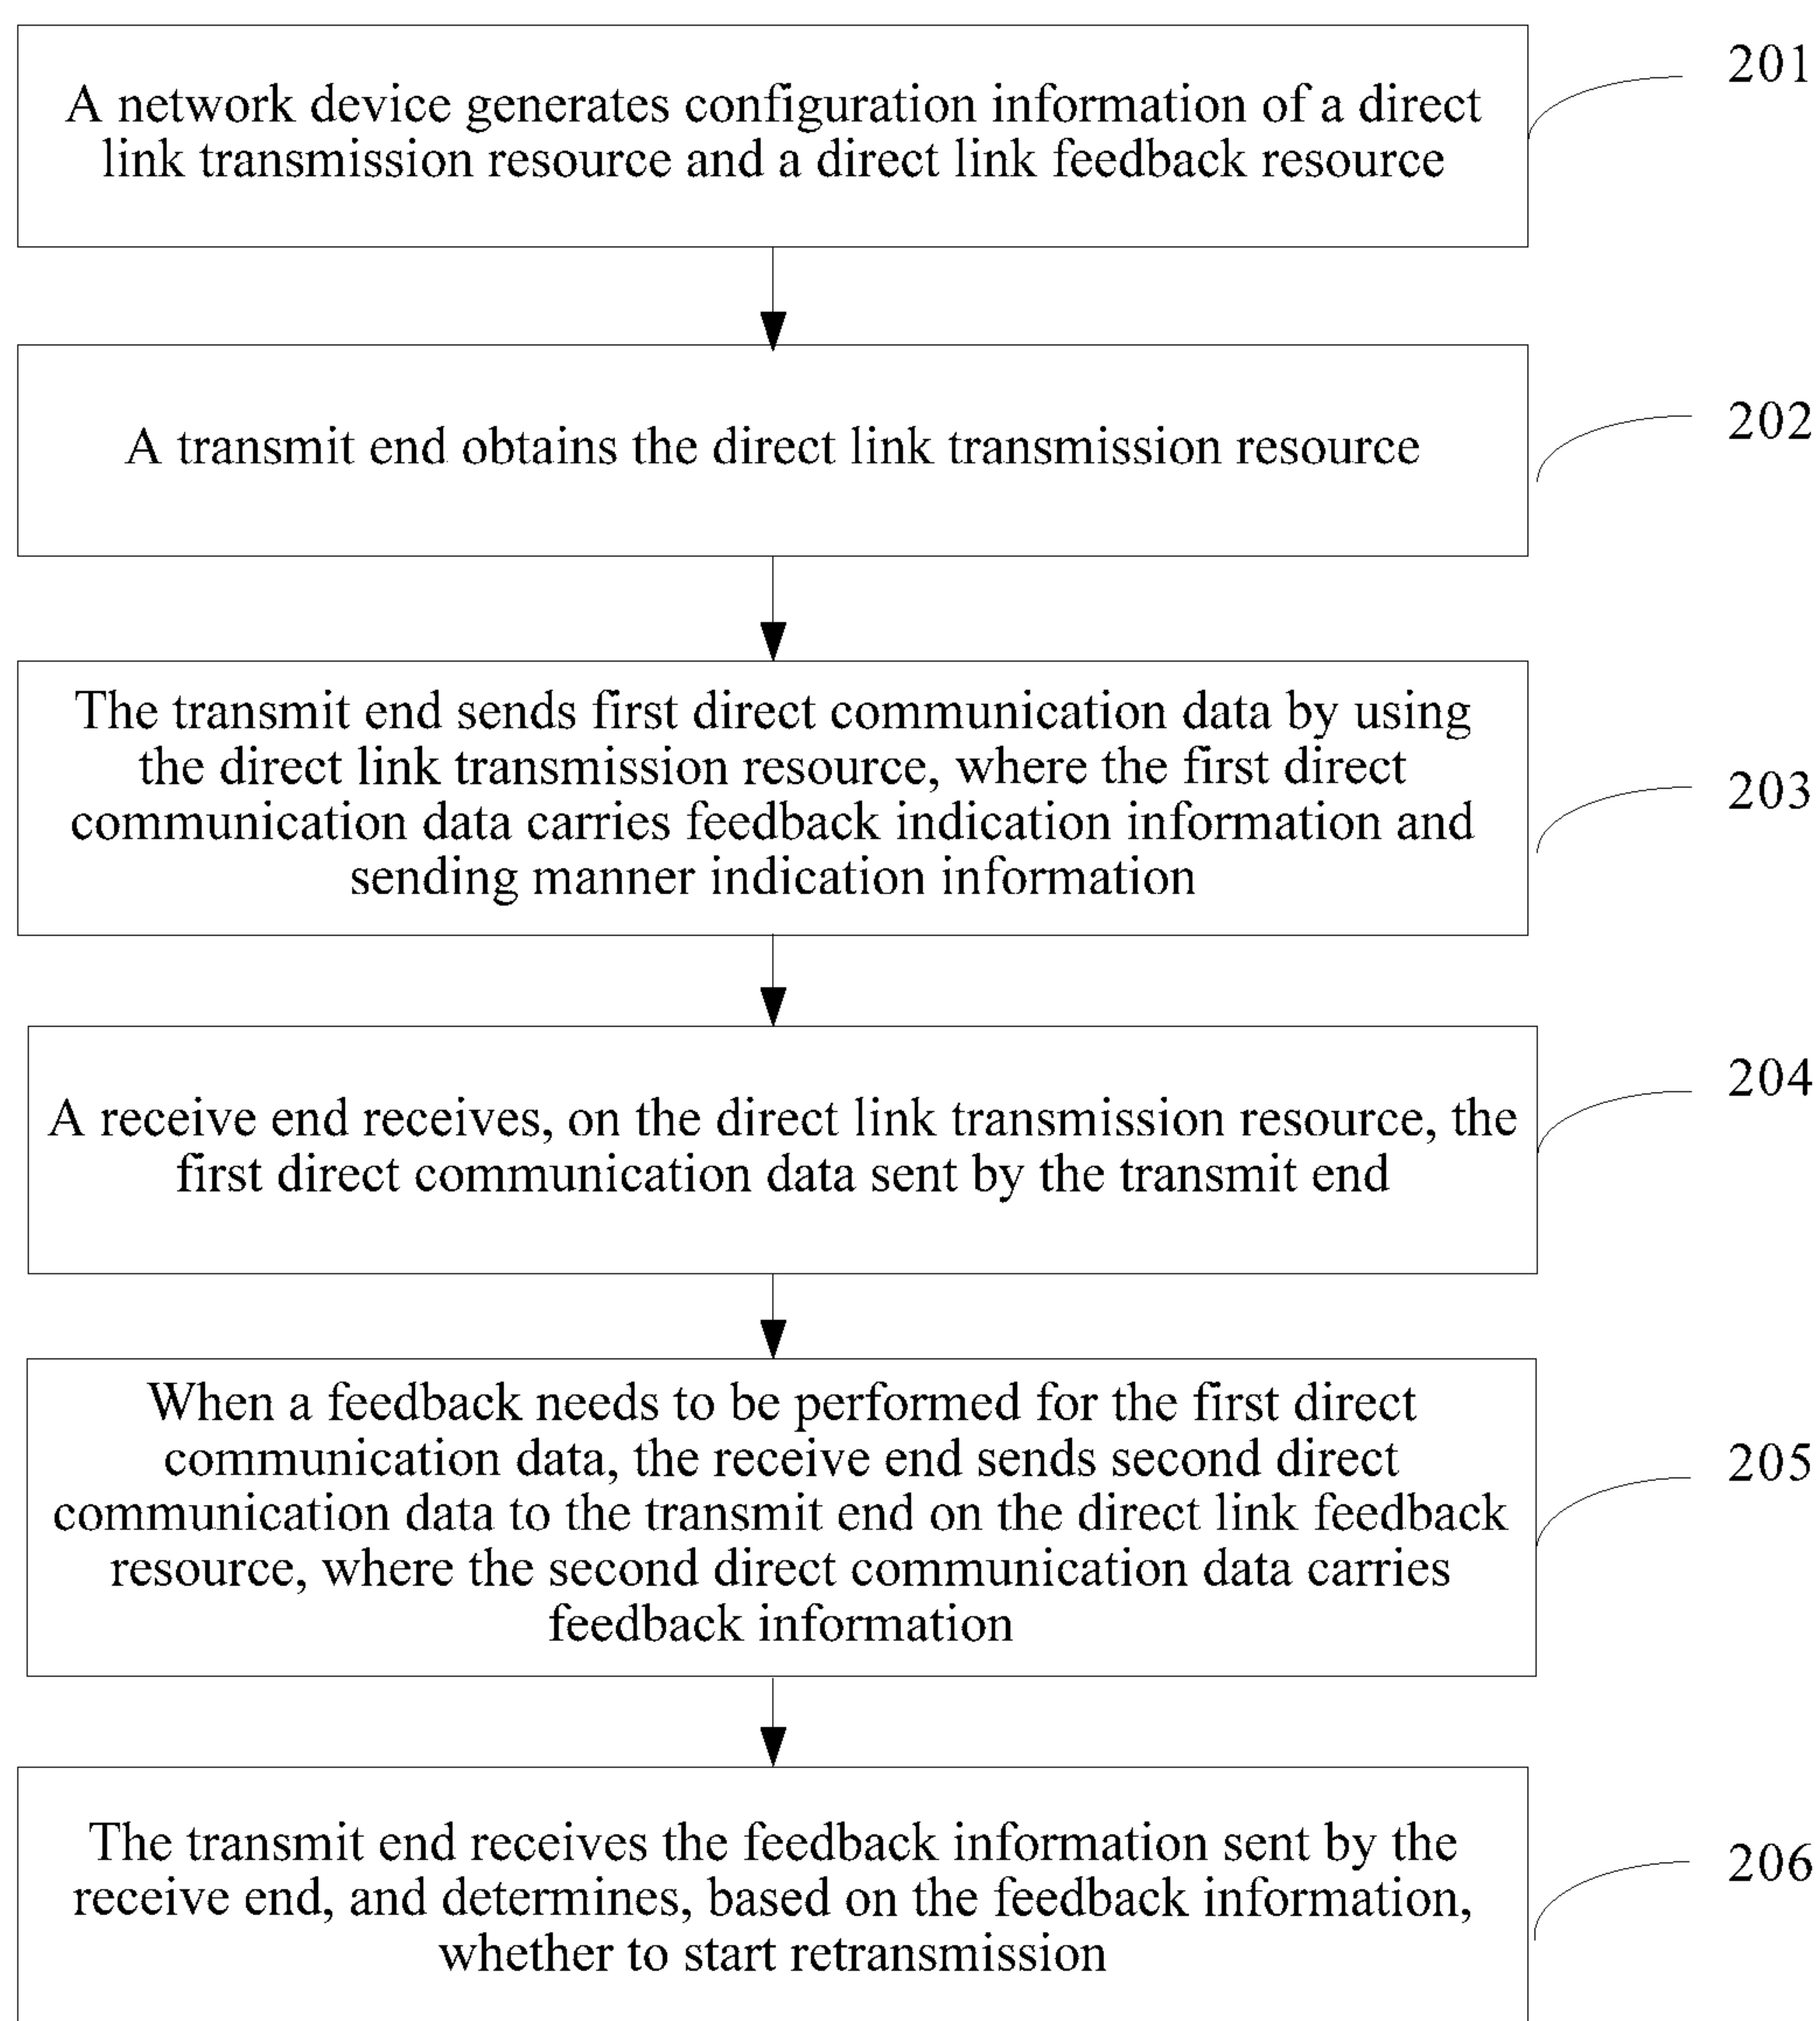 A network device generates configuration information of a direct
link transmission resource and a direct link feedback resource
201
A transmit end obtains the direct link transmission resource
202
The transmit end sends first direct communication data by using
the direct link transmission resource, where the first direct
communication data carries feedback indication information and
sending manner indication information
203
A receive end receives, on the direct link transmission resource, the
first direct communication data sent by the transmit end
204
When a feedback needs to be performed for the first direct
communication data, the receive end sends second direct
communication data to the transmit end on the direct link feedback
resource, where the second direct communication data carries
feedback information
205
The transmit end receives the feedback information sent by the
receive end, and determines, based on the feedback information,
whether to start retransmission
206